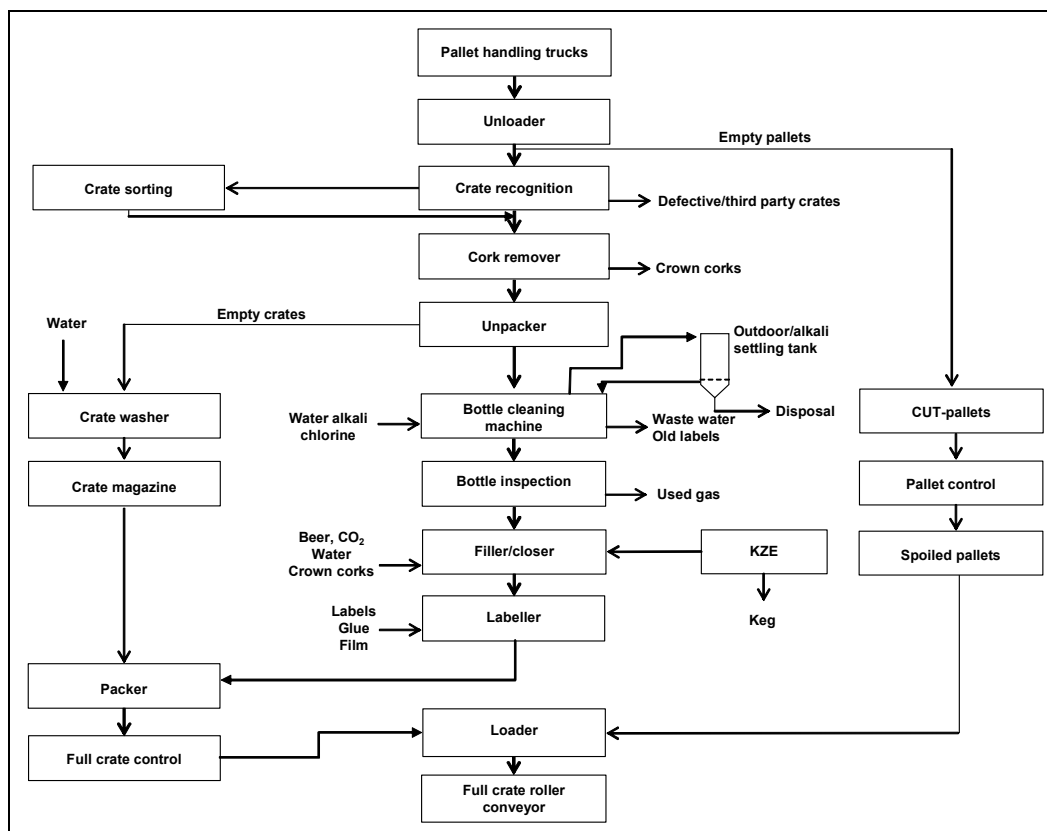 Pallet handling trucks
Unloader
Empty pallets
Crate sorting
Crate recognition
Defective/third party crates
Cork remover
Crown corks
Empty crates
Water
Unpacker
Outdoor/alkali
settling tank
Crate washer
Water alkali
chlorine
Bottle cleaning
machine
Waste water
Old labels
Disposal
CUT-pallets
Crate magazine
Bottle inspection
Used gas
Pallet control
Beer, CO₂
Water
Crown corks
Filler/closer
KZE
Spoiled pallets
Labels
Glue
Film
Labeller
Keg
Packer
Loader
Full crate control
Full crate roller
conveyor